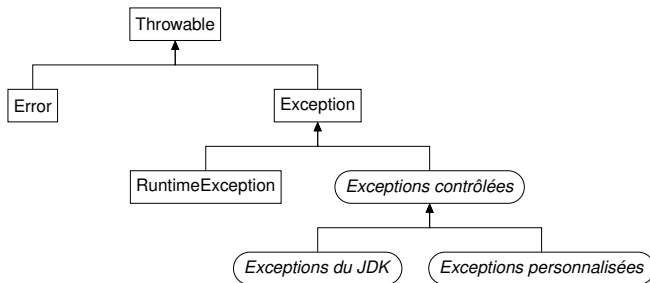 Throwable
Error
Exception
RuntimeException
Exceptions contrôlées
Exceptions du JDK
Exceptions personnalisées